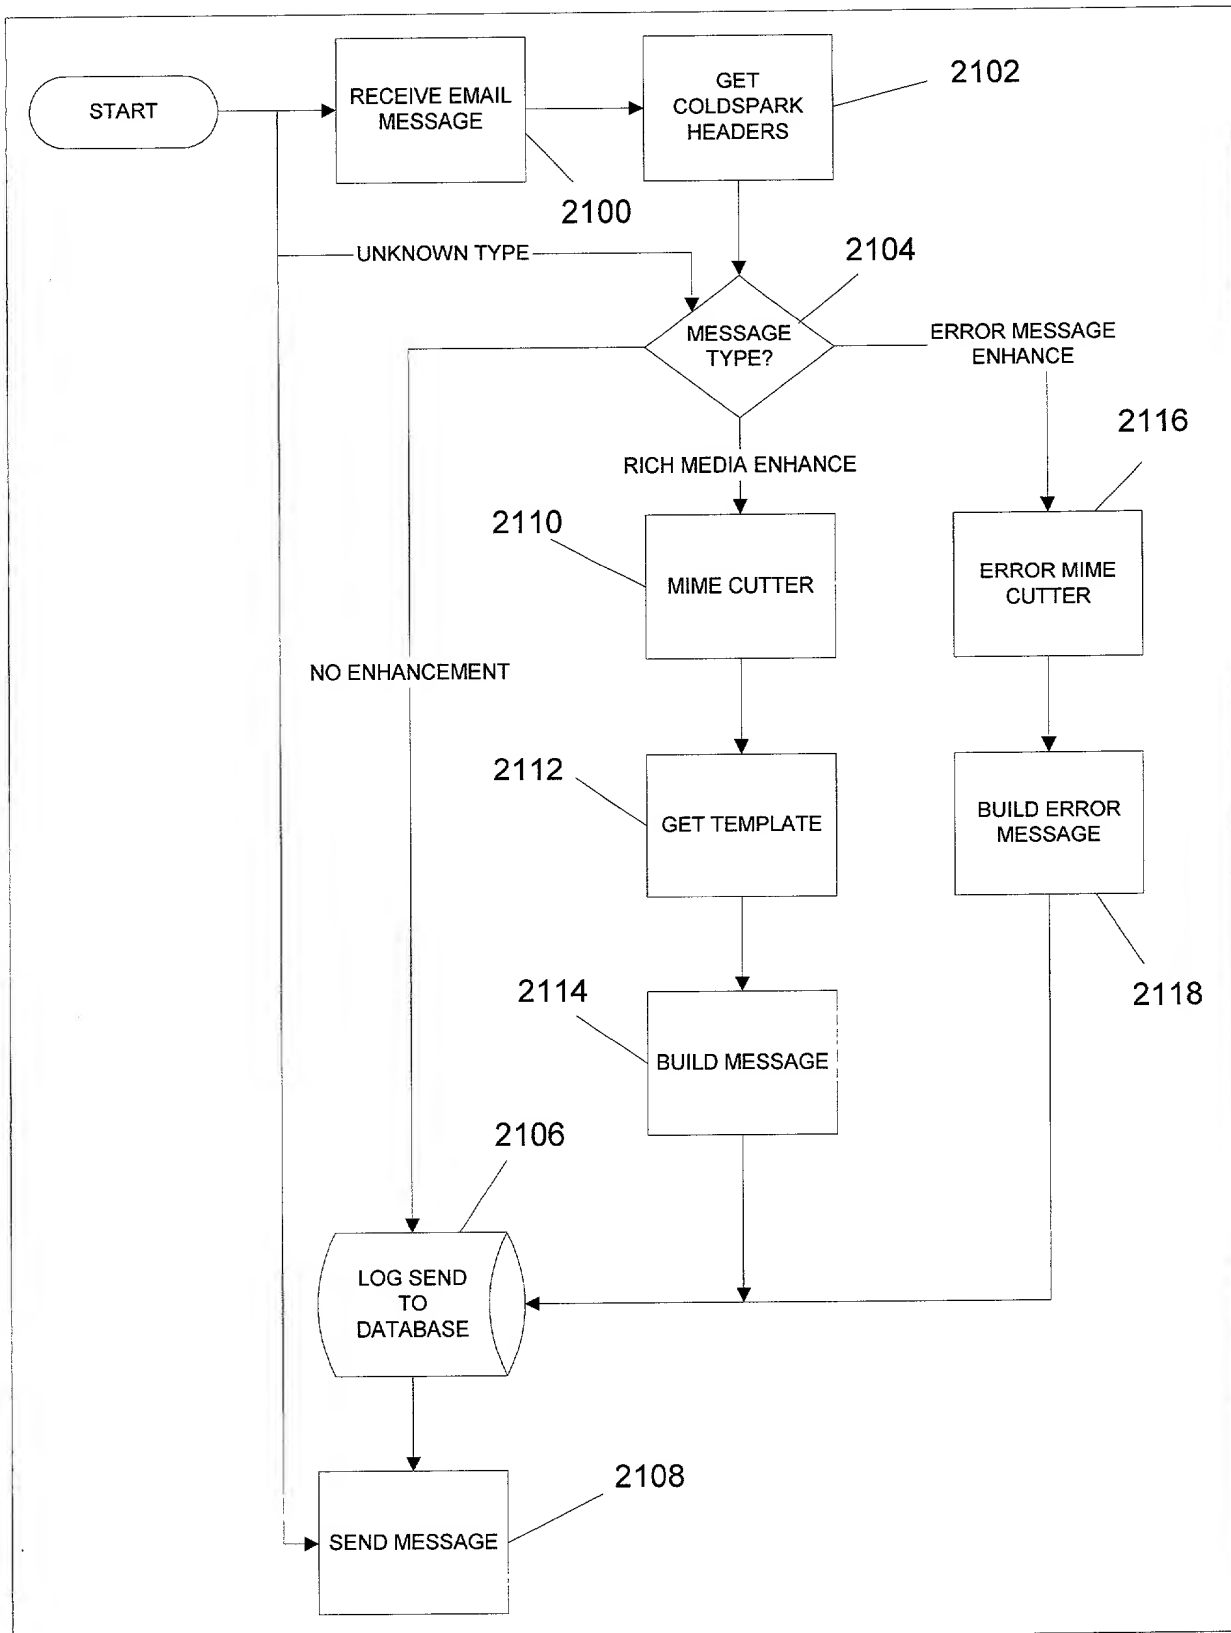 START
RECEIVE EMAIL
MESSAGE
GET
COLDSPARK
HEADERS
2102
2100
UNKNOWN TYPE
2104
MESSAGE
TYPE?
ERROR MESSAGE
ENHANCE
2116
RICH MEDIA ENHANCE
2110
MIME CUTTER
ERROR MIME
CUTTER
NO ENHANCEMENT
2112
GET TEMPLATE
BUILD ERROR
MESSAGE
2114
2118
BUILD MESSAGE
2106
LOG SEND
TO
DATABASE
2108
SEND MESSAGE